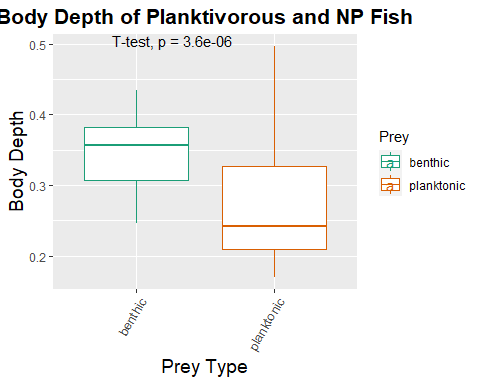 Body Depth of Planktivorous and NP Fish
T-test, p = 3.6e-06
0.5
0.4
0.3
0.2
Body Depth
benthic
planktonic
Prey Type
Prey
a benthic
a planktonic